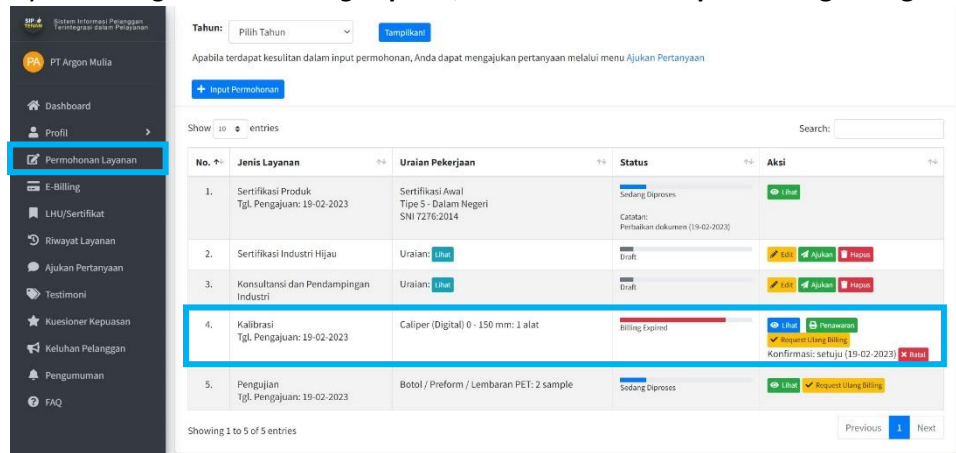 SIP TENAN
Sistem Informasi Pelanggan
Terintegrasi dalam Pelayanan
PA PT Argon Mulia
Dashboard
Profil
Permohonan Layanan
E-Billing
LHU/Sertifikat
Riwayat Layanan
Ajukan Pertanyaan
Testimoni
Kuesioner Kepuasan
Keluhan Pelanggan
Pengumuman
FAQ
Tahun: Pilih Tahun Tampilkan!
Apabila terdapat kesulitan dalam input permohonan, Anda dapat mengajukan pertanyaan melalui menu Ajukan Pertanyaan
+ Input Permohonan
Show 10 entries Search:
No. Jenis Layanan Uraian Pekerjaan Status Aksi
1. Sertifikasi Produk Sertifikasi Awal Lihat
Tgl. Pengajuan: 19-02-2023 Tipe 5 - Dalam Negeri Sedang Diproses
SNI 7276:2014 Catatan:
Perbaikan dokumen (19-02-2023)
2. Sertifikasi Industri Hijau Uraian: Lihat Draft Edit Ajukan Hapus
3. Konsultansi dan Pendampingan Uraian: Lihat Draft Edit Ajukan Hapus
Industri
4. Kalibrasi Caliper (Digital) 0 - 150 mm: 1 alat Billing Expired Lihat Penawaran
Tgl. Pengajuan: 19-02-2023 Request Ulang Billing
Konfirmasi: setuju (19-02-2023) Batal
5. Pengujian Botol / Preform / Lembaran PET: 2 sample Sedang Diproses Lihat Request Ulang Billing
Tgl. Pengajuan: 19-02-2023
Showing 1 to 5 of 5 entries Previous 1 Next